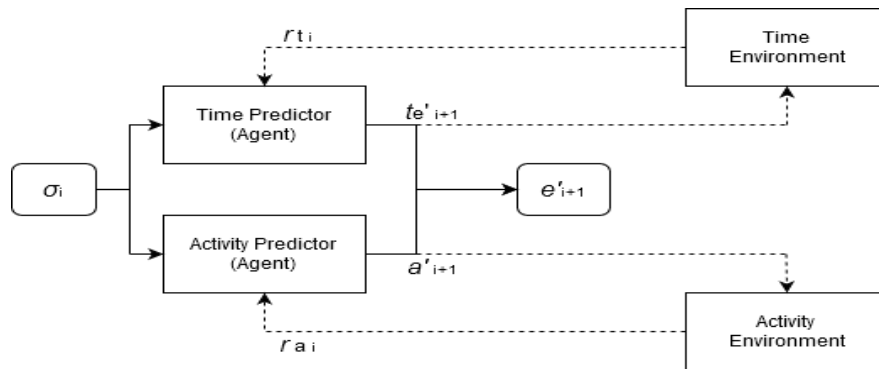 r t i
Time
Environment
Time Predictor
(Agent)
te' i+1
σi
e'i+1
Activity Predictor
(Agent)
a' i+1
Activity
Environment
r a i